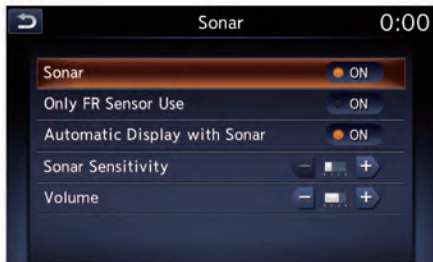 Sonar 0:00
Sonar ON
Only FR Sensor Use ON
Automatic Display with Sonar ON
Sonar Sensitivity − +
Volume − +